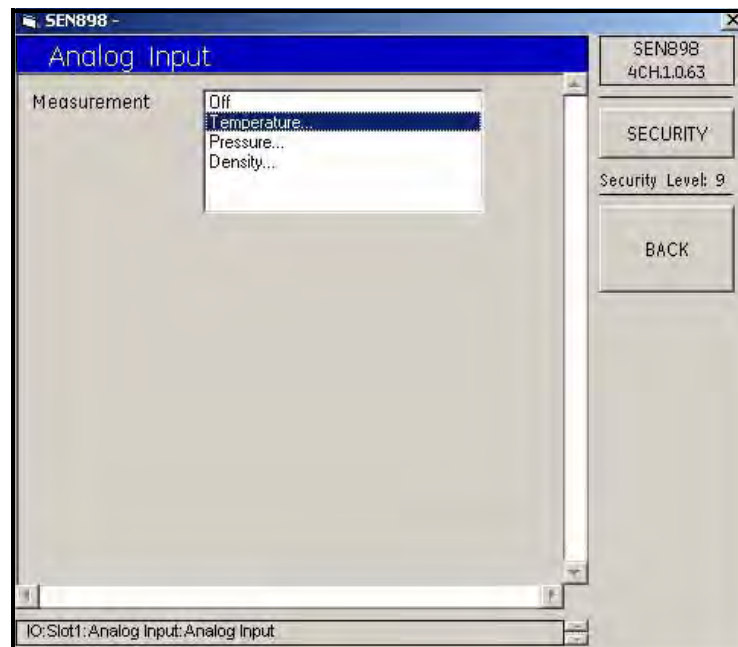 SEN898 -
Analog Input
SEN898
4CH.1.0.63
Measurement
Off
Temperature...
Pressure...
Density...
SECURITY
Security Level: 9
BACK
IO:Slot1:Analog Input:Analog Input